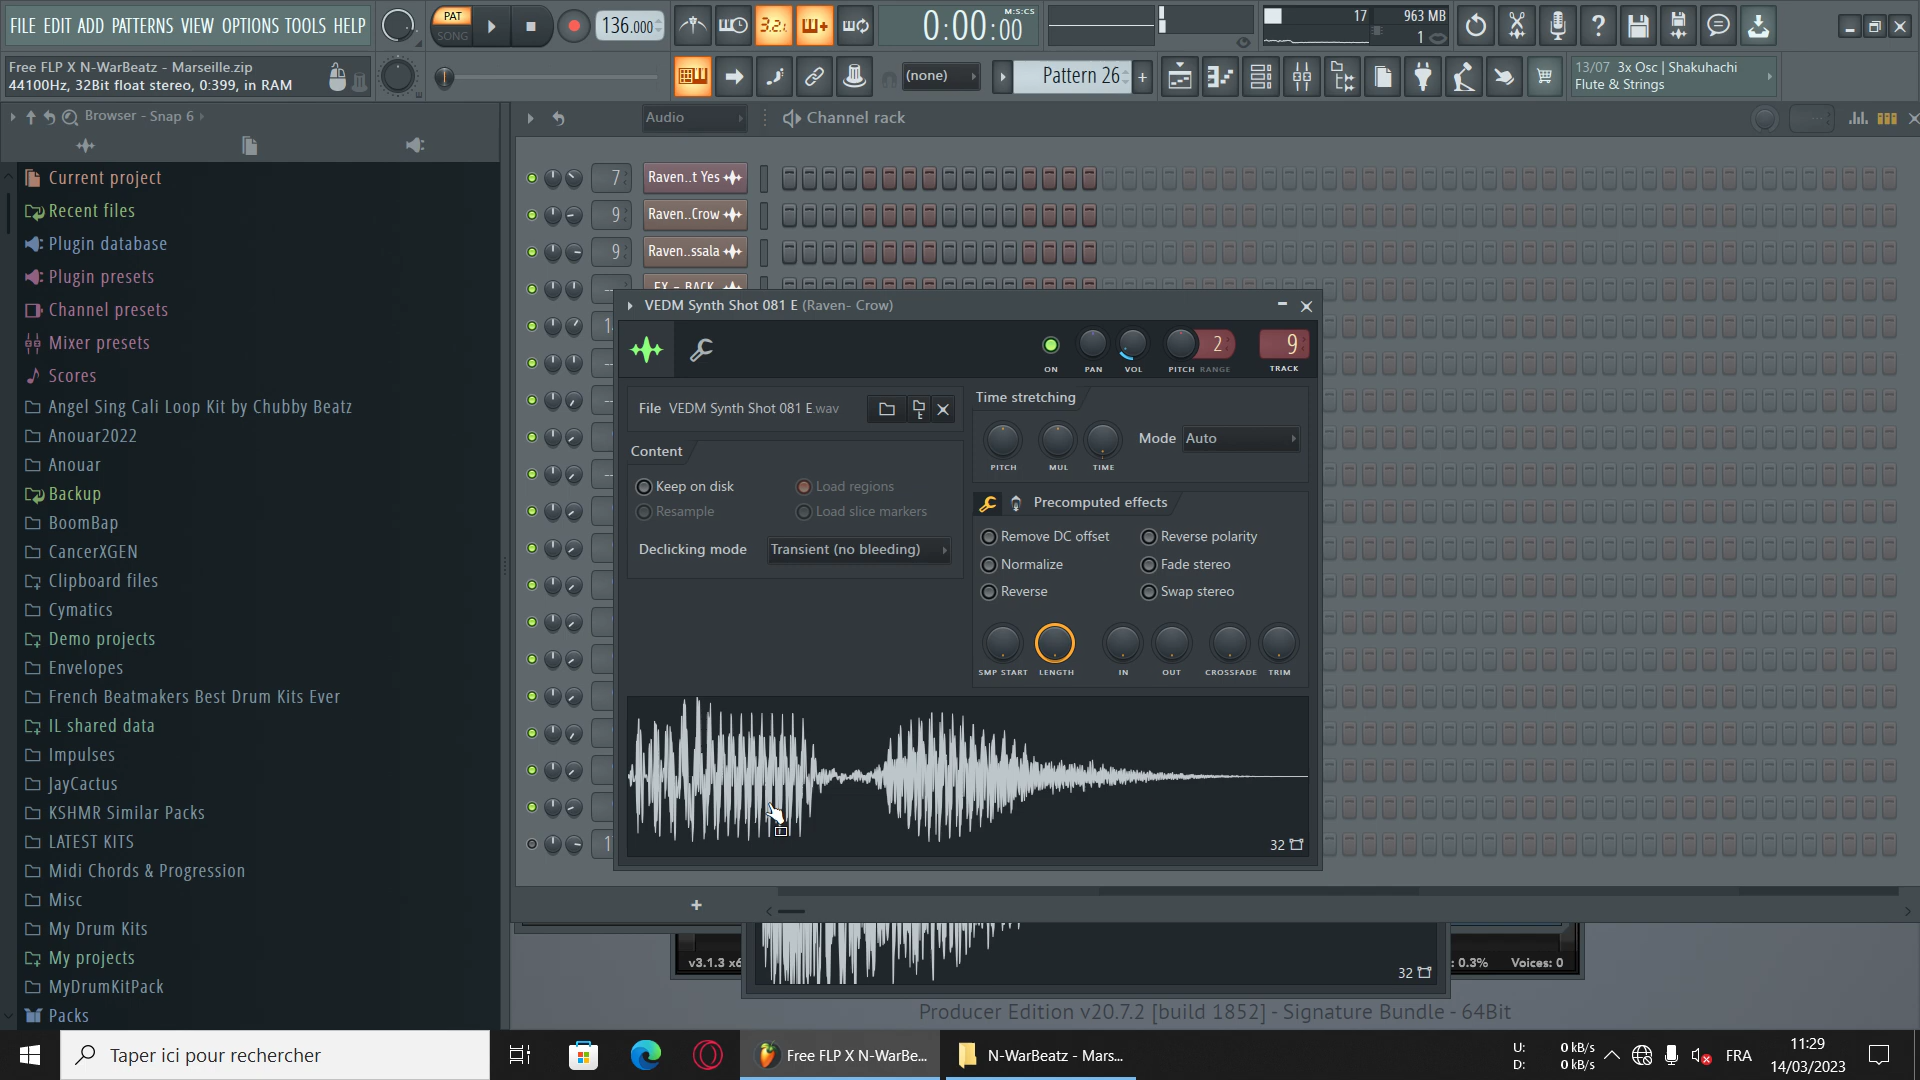 FILE EDIT ADD PATTERNS VIEW OPTIONS TOOLS HELP
PAT
SONG
136.000
3.2.
0:00:00
M:S:CS
17
963 MB
1
Free FLP X N-WarBeatz - Marseille.zip
44100Hz, 32Bit float stereo, 0:399, in RAM
(none)
Pattern 26
13/07 3x Osc | Shakuhachi
Flute & Strings
Browser - Snap 6
Audio
Channel rack
Current project
Recent files
Plugin database
Plugin presets
Channel presets
Mixer presets
Scores
Angel Sing Cali Loop Kit by Chubby Beatz
Anouar2022
Anouar
Backup
BoomBap
CancerXGEN
Clipboard files
Cymatics
Demo projects
Envelopes
French Beatmakers Best Drum Kits Ever
IL shared data
Impulses
JayCactus
KSHMR Similar Packs
LATEST KITS
Midi Chords & Progression
Misc
My Drum Kits
My projects
MyDrumKitPack
Packs
7
Raven..t Yes
9
Raven..Crow
9
Raven..ssala
VEDM Synth Shot 081 E (Raven- Crow)
2
9
ON
PAN
VOL
PITCH RANGE
TRACK
File VEDM Synth Shot 081 E.wav
Content
Keep on disk
Load regions
Resample
Load slice markers
Declicking mode
Transient (no bleeding)
Time stretching
Mode
Auto
PITCH
MUL
TIME
Precomputed effects
Remove DC offset
Reverse polarity
Normalize
Fade stereo
Reverse
Swap stereo
SMP START
LENGTH
IN
OUT
CROSSFADE
TRIM
32
v3.1.3
32
: 0.3%
Voices: 0
Producer Edition v20.7.2 [build 1852] - Signature Bundle - 64Bit
Taper ici pour rechercher
Free FLP X N-WarBe...
N-WarBeatz - Mars...
U: 0 kB/s
D: 0 kB/s
FRA
11:29
14/03/2023